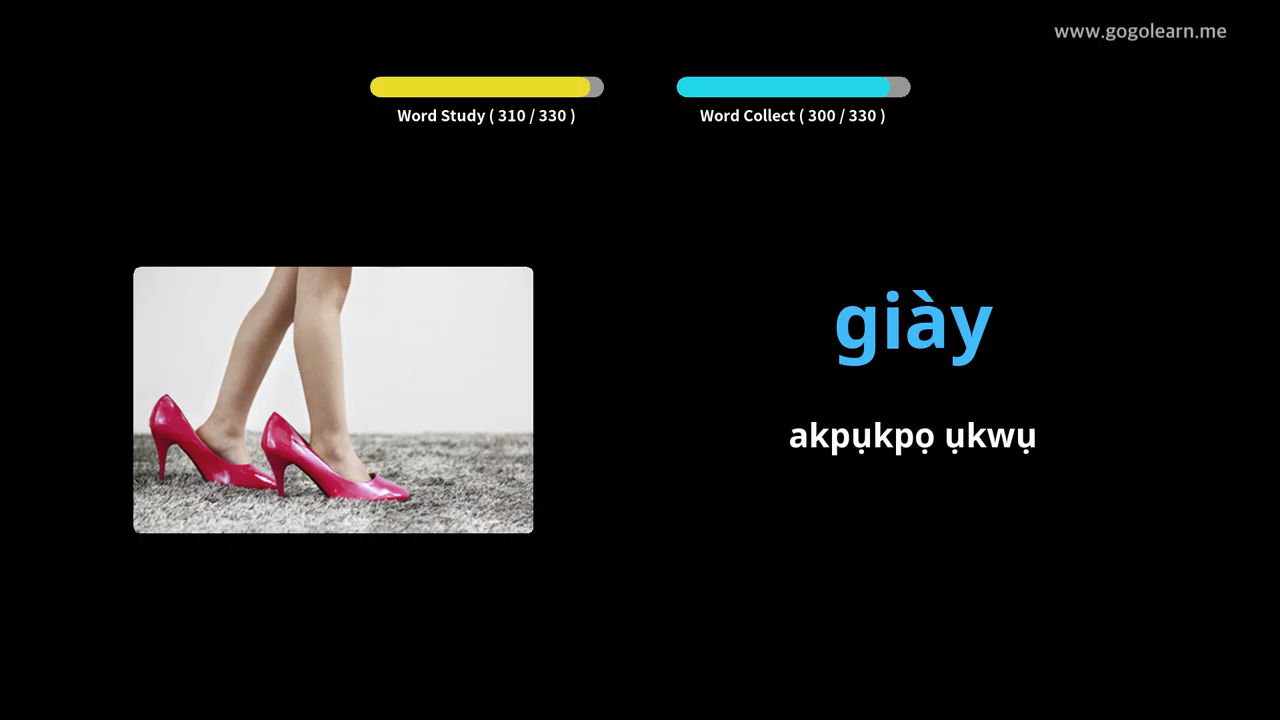 www.gogolearn.me
Word Study ( 310 / 330 )
Word Collect ( 300 / 330 )
giày
akpụkpọ ụkwụ